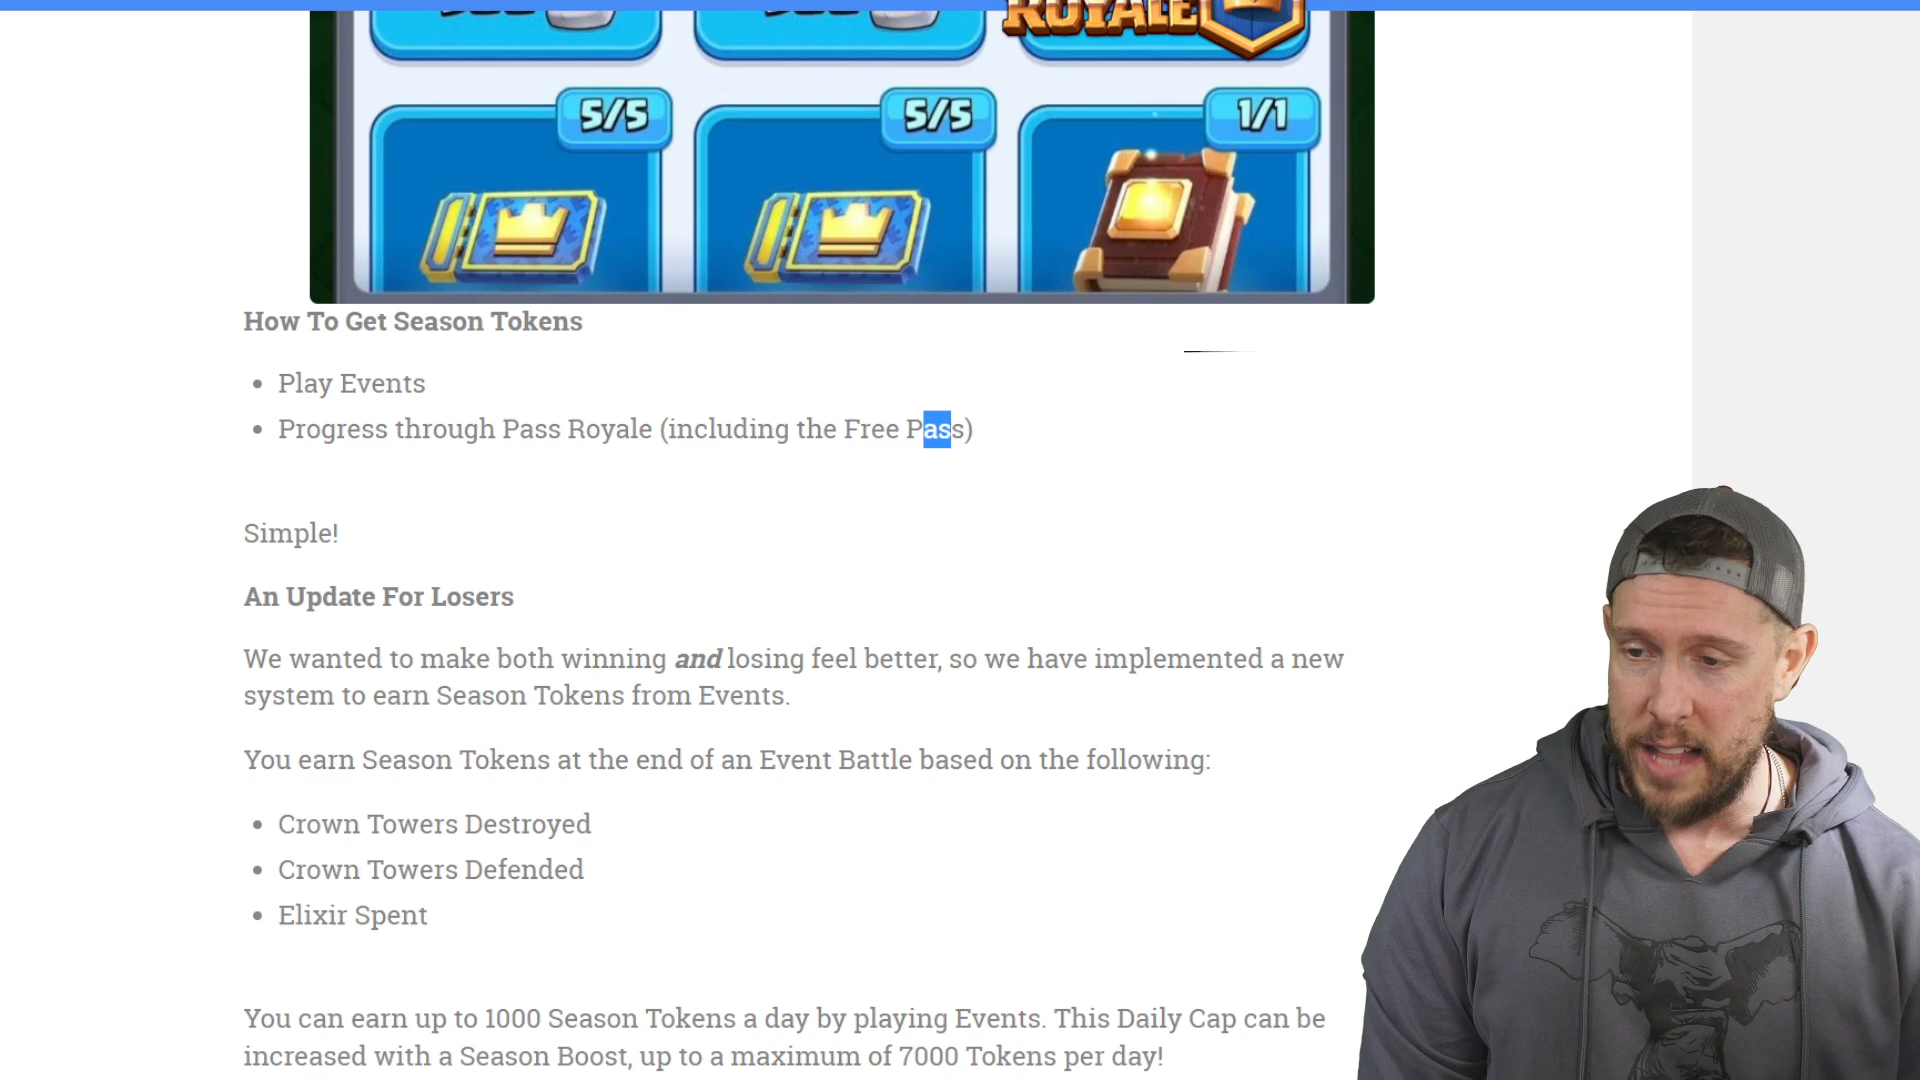 ROYALE
5/5 5/5 1/1
How To Get Season Tokens
• Play Events
• Progress through Pass Royale (including the Free Pass)
Simple!
An Update For Losers
We wanted to make both winning and losing feel better, so we have implemented a new
system to earn Season Tokens from Events.
You earn Season Tokens at the end of an Event Battle based on the following:
• Crown Towers Destroyed
• Crown Towers Defended
• Elixir Spent
You can earn up to 1000 Season Tokens a day by playing Events. This Daily Cap can be
increased with a Season Boost, up to a maximum of 7000 Tokens per day!